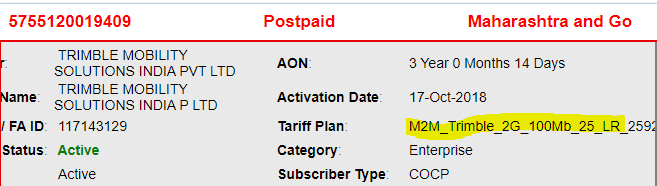 5755120019409 Postpaid Maharashtra and Go
TRIMBLE MOBILITY
SOLUTIONS INDIA PVT LTD AON: 3 Year 0 Months 14 Days
Name: TRIMBLE MOBILITY
SOLUTIONS INDIA P LTD Activation Date: 17-Oct-2018
/ FA ID: 117143129 Tariff Plan: M2M_Trimble_2G_100Mb_25_LR_2592
Status: Active Category: Enterprise
Active Subscriber Type: COCP